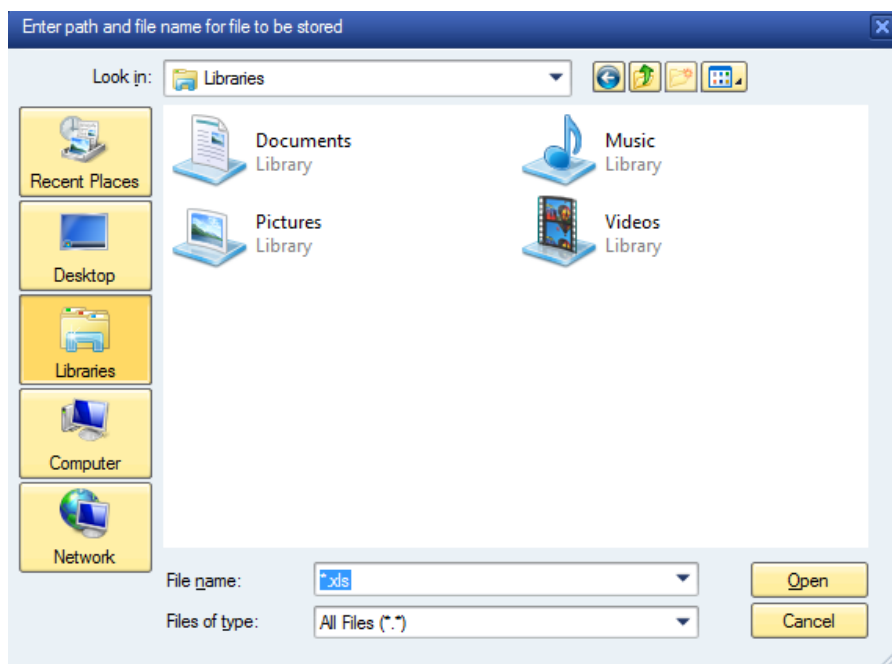 Enter path and file name for file to be stored
Look in: Libraries
Recent Places
Desktop
Libraries
Computer
Network
Documents
Library
Music
Library
Pictures
Library
Videos
Library
File name: *.xls Open
Files of type: All Files (*.*) Cancel